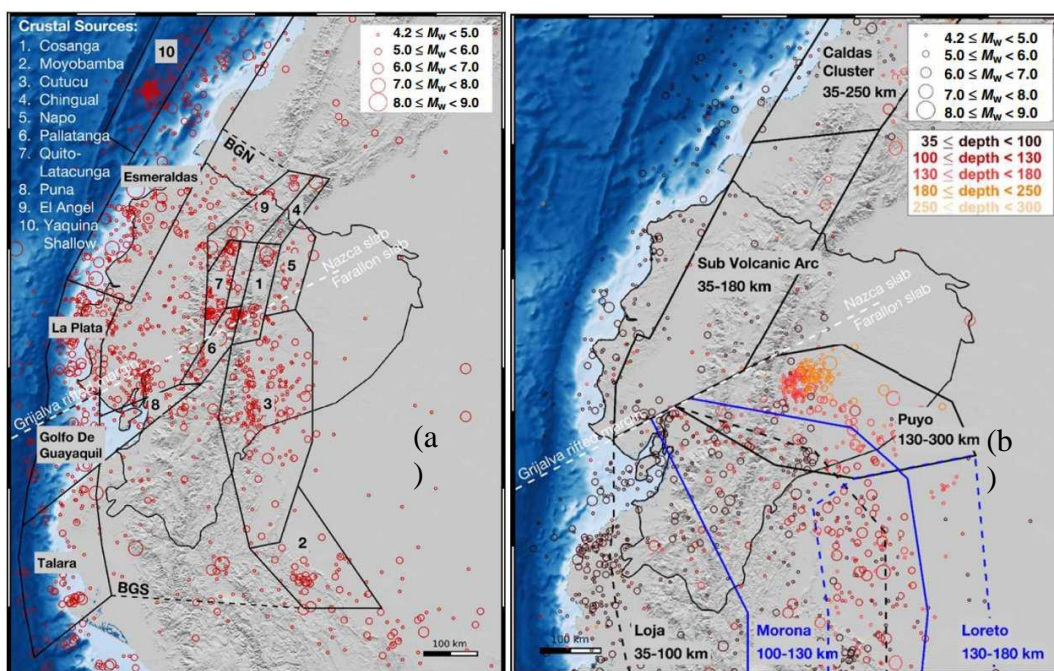 Crustal Sources:
1. Cosanga
2. Moyobamba
3. Cutucu
4. Chingual
5. Napo
6. Pallatanga
7. Quito-
Latacunga
8. Puna
9. El Angel
10. Yaquina
Shallow
10
4.2 ≤ Mw < 5.0
5.0 ≤ Mw < 6.0
6.0 ≤ Mw < 7.0
7.0 ≤ Mw < 8.0
8.0 ≤ Mw < 9.0
BGN
Esmeraldas
9
4
Nazca slab
Farallon slab
5
7
1
La Plata
6
Grijalva rifted margin
8
3
Golfo De
Guayaquil
(a
)
2
Talara
BGS
100 km
Caldas
Cluster
35-250 km
4.2 ≤ Mw < 5.0
5.0 ≤ Mw < 6.0
6.0 ≤ Mw < 7.0
7.0 ≤ Mw < 8.0
8.0 ≤ Mw < 9.0
35 ≤ depth < 100
100 ≤ depth < 130
130 ≤ depth < 180
180 ≤ depth < 250
250 ≤ depth < 300
Sub Volcanic Arc
35-180 km
Nazca slab
Farallon slab
Puyo
130-300 km
(b
)
Grijalva rifted margin
100 km
Loja
35-100 km
Morona
100-130 km
Loreto
130-180 km